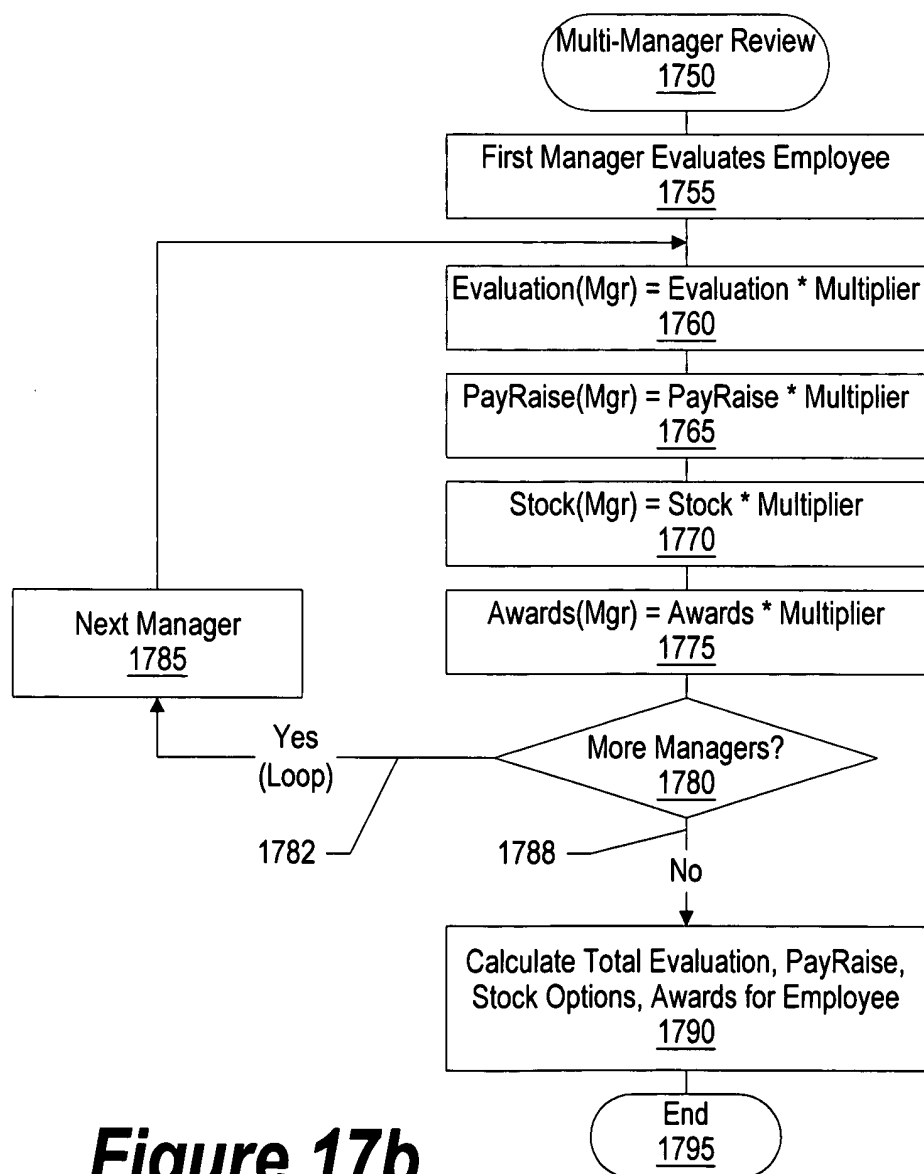 Multi-Manager Review
1750
First Manager Evaluates Employee
1755
Evaluation(Mgr) = Evaluation * Multiplier
1760
PayRaise(Mgr) = PayRaise * Multiplier
1765
Stock(Mgr) = Stock * Multiplier
1770
Awards(Mgr) = Awards * Multiplier
1775
Next Manager
1785
More Managers?
1780
Yes
(Loop)
1782
1788
No
Calculate Total Evaluation, PayRaise,
Stock Options, Awards for Employee
1790
End
1795
Figure 17b